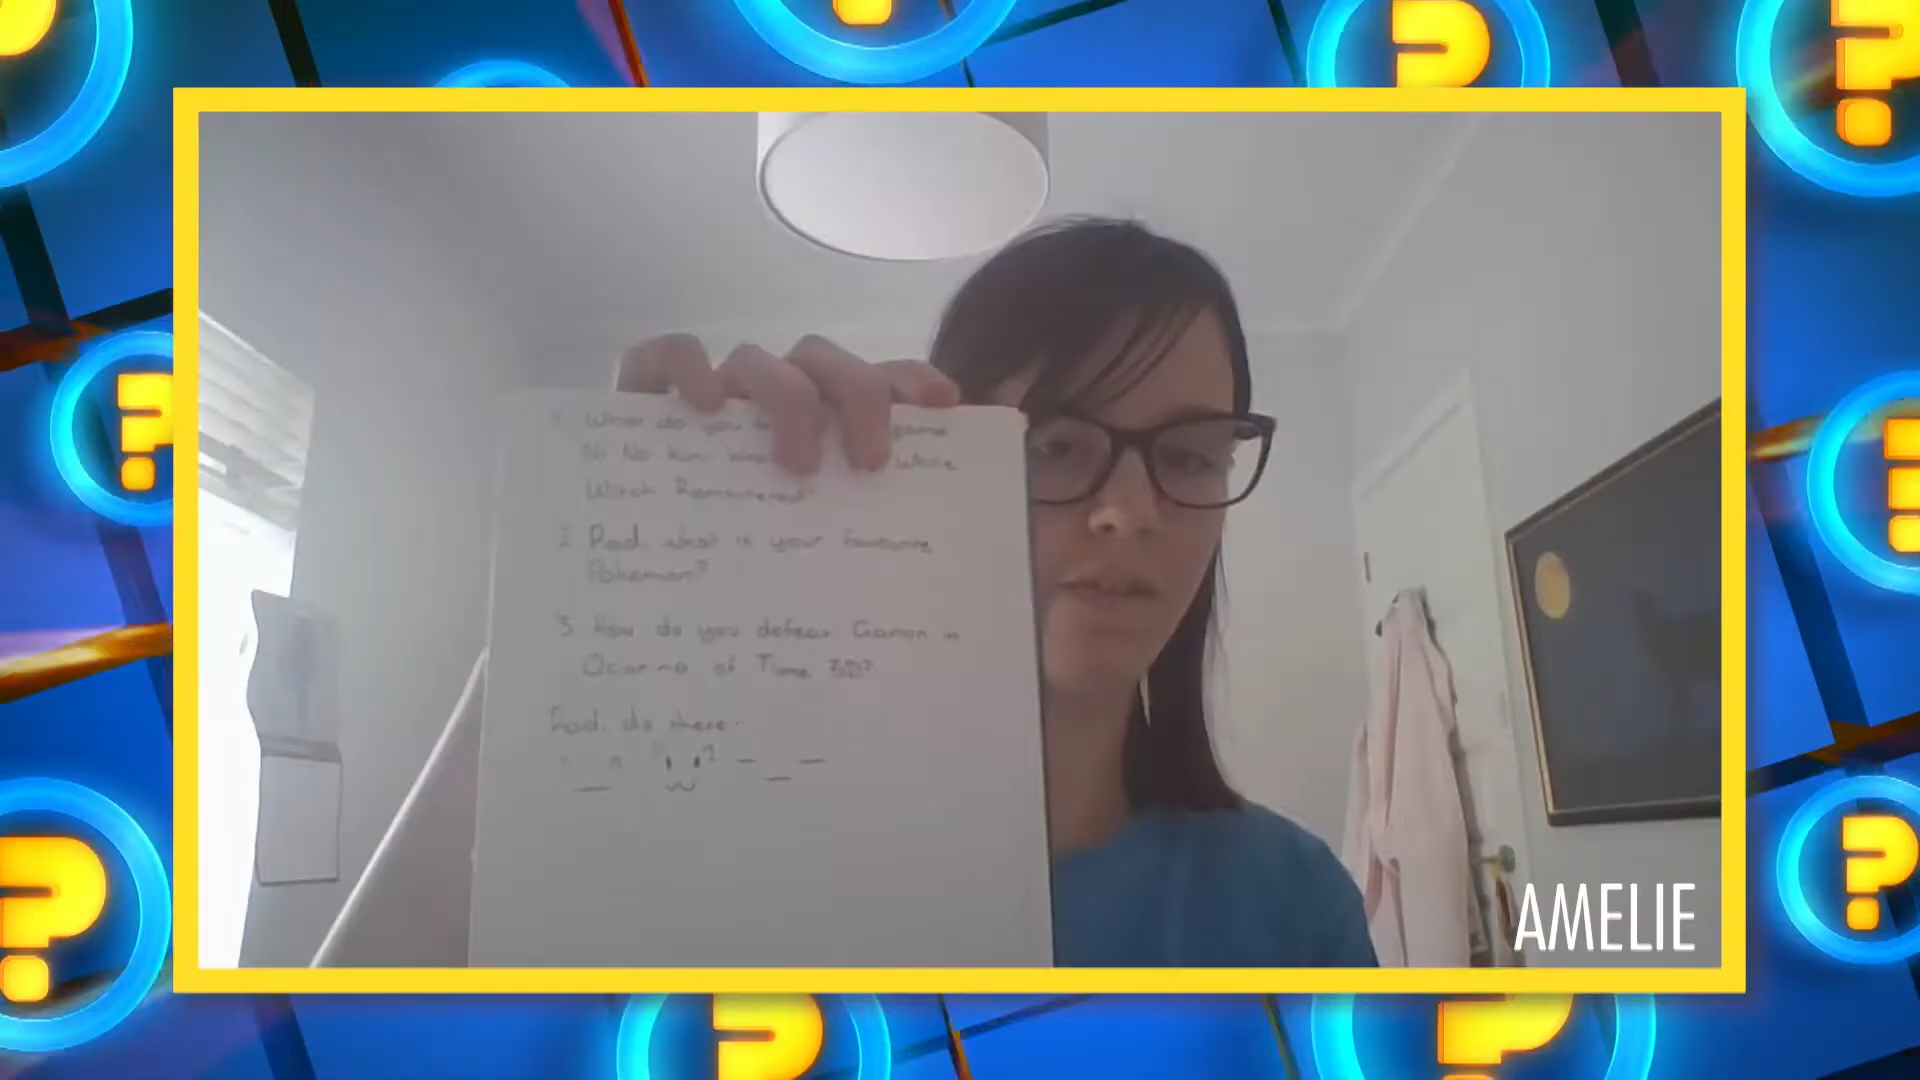 1 What do you game
Ni No Kuni White
Witch Remastered?
2 Rad, what is your favourite
Pokemon?
3 How do you defeat Ganon in
Ocarina of Time 3D?
Rad, do these:
^_^ "'w'? -_-
AMELIE